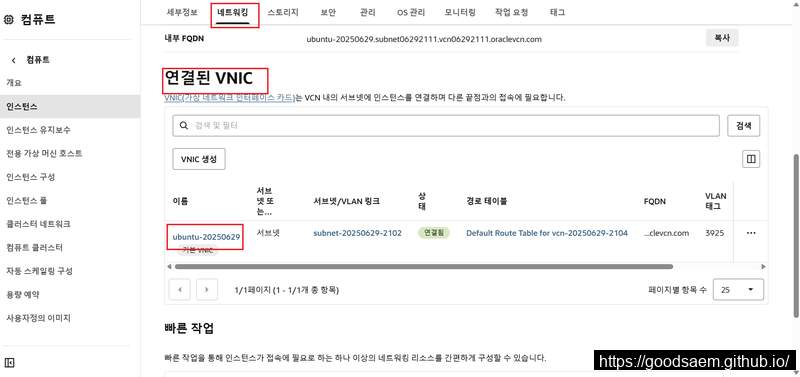 컴퓨트
컴퓨트
개요
인스턴스
인스턴스 유지보수
전용 가상 머신 호스트
인스턴스 구성
인스턴스 풀
클러스터 네트워크
컴퓨트 클러스터
자동 스케일링 구성
용량 예약
사용자정의 이미지
세부정보 네트워킹 스토리지 보안 관리 OS 관리 모니터링 작업 요청 태그
내부 FQDN ubuntu-20250629.subnet06292111.vcn06292111.oraclevcn.com 복사
연결된 VNIC
VNIC(가상 네트워크 인터페이스 카드)는 VCN 내의 서브넷에 인스턴스를 연결하며 다른 끝점과의 접속에 필요합니다.
검색 및 필터 검색
VNIC 생성
이름 서브넷 또는... 서브넷/VLAN 링크 상태 경로 테이블 FQDN VLAN 태그
ubuntu-20250629 서브넷 subnet-20250629-2102 연결됨 Default Route Table for vcn-20250629-2104 ...clevcn.com 3925
기본 VNIC
1/1페이지 (1 - 1/1개 총 항목) 페이지별 항목 수 25
빠른 작업
빠른 작업을 통해 인스턴스가 접속에 필요로 하는 하나 이상의 네트워킹 리소스를 간편하게 구성할 수 있습니다.
https://goodsaem.github.io/